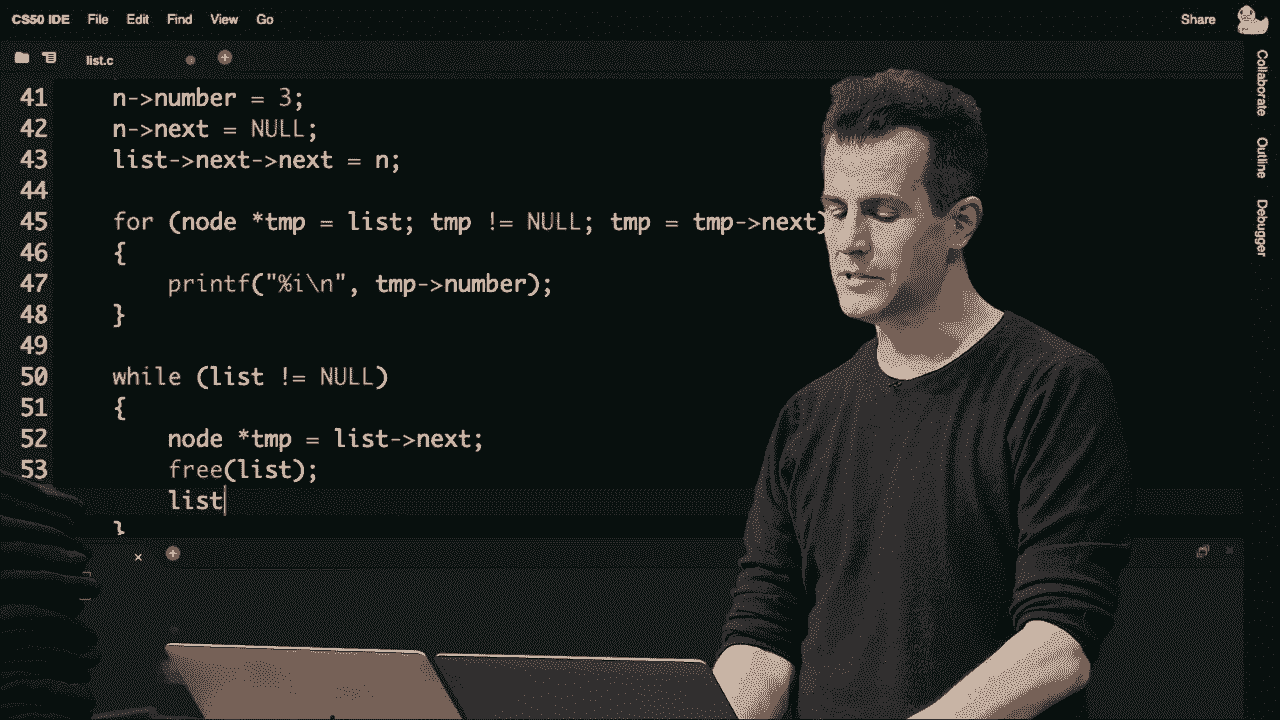 CS50 IDE File Edit Find View Go Share
list.c
41 n->number = 3;
42 n->next = NULL;
43 list->next->next = n;
44
45 for (node *tmp = list; tmp != NULL; tmp = tmp->next)
46 {
47 printf("%i\n", tmp->number);
48 }
49
50 while (list != NULL)
51 {
52 node *tmp = list->next;
53 free(list);
list
}
Collaborate
Outline
Debugger